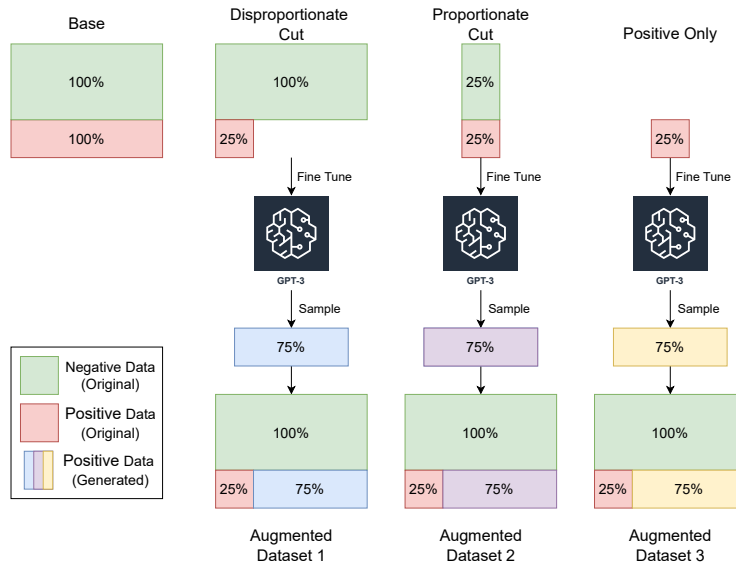 Base
Disproportionate
Cut
Proportionate
Cut
Positive Only
100%
100%
25%
100%
25%
25%
25%
Fine Tune
Fine Tune
Fine Tune
GPT-3
GPT-3
GPT-3
Sample
Sample
Sample
75%
75%
75%
Negative Data
(Original)
Positive Data
(Original)
Positive Data
(Generated)
100%
100%
100%
25%
75%
25%
75%
25%
75%
Augmented
Dataset 1
Augmented
Dataset 2
Augmented
Dataset 3